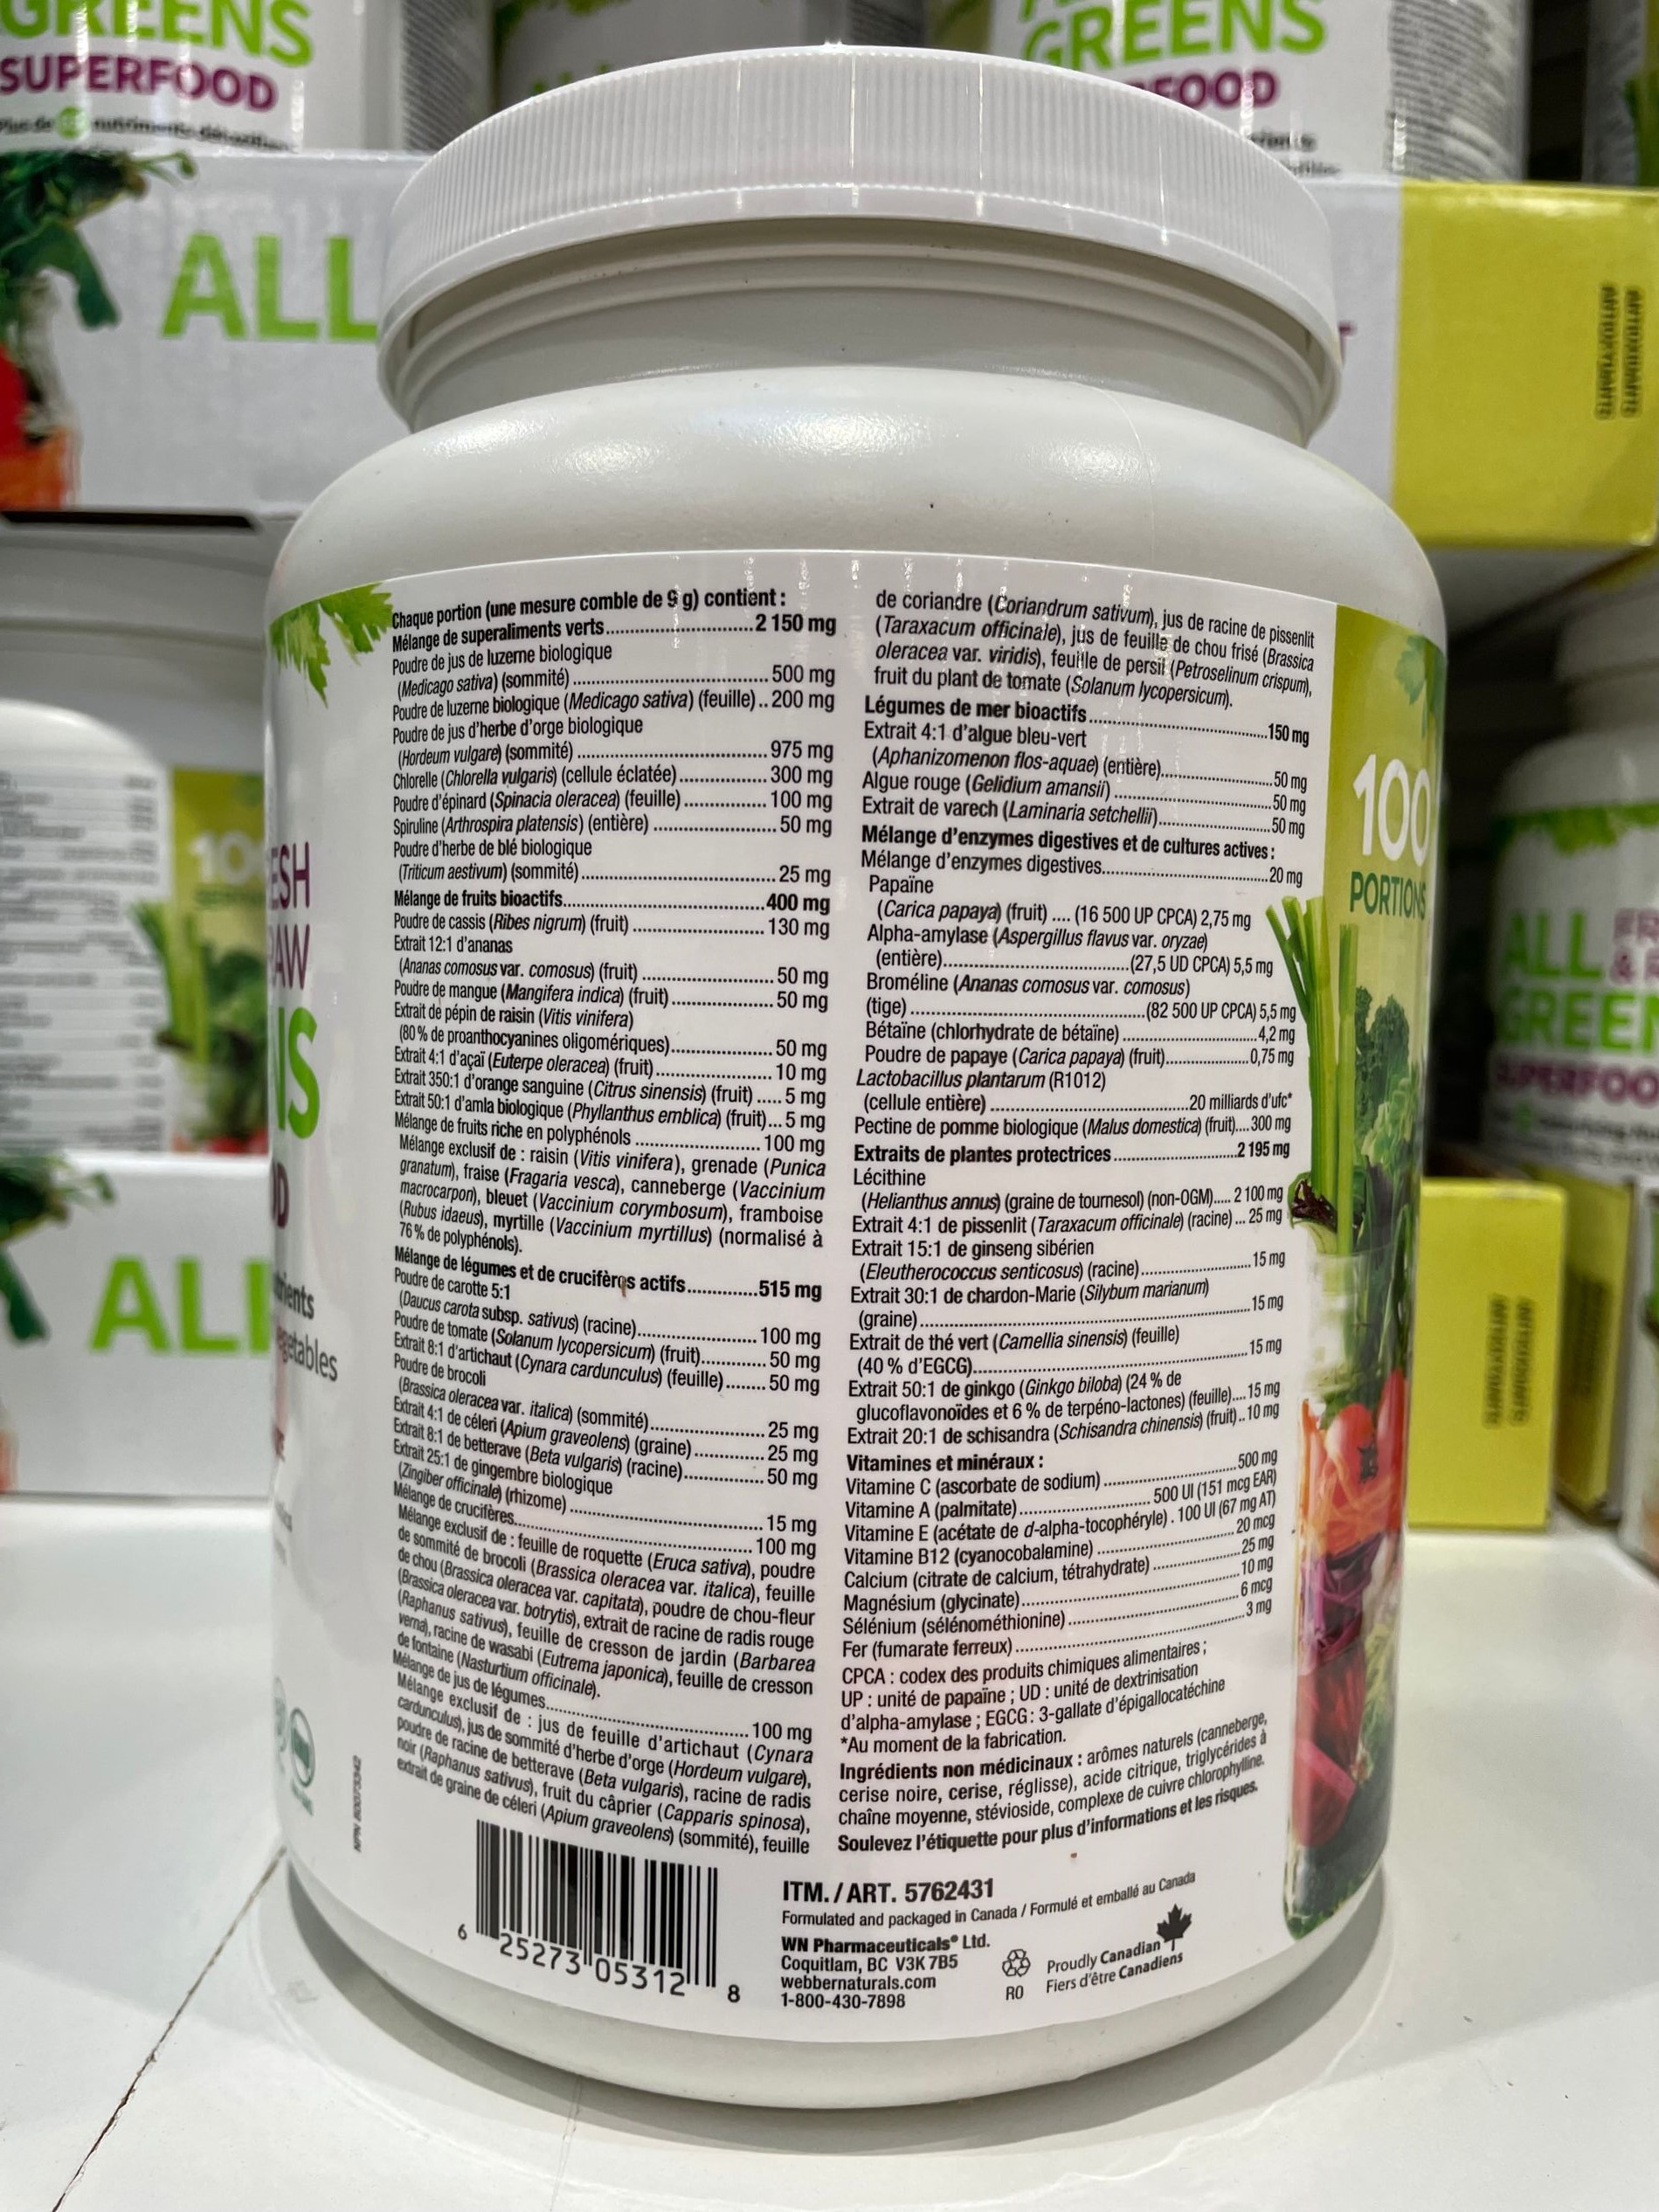 GREENS
SUPERFOOD
GREENS
ALL
ALL
Chaque portion (une mesure comble de 9 g) contient :
Mélange de superaliments verts.....2 150 mg
Poudre de jus de luzerne biologique
(Medicago sativa) (sommité).....500 mg
Poudre de luzerne biologique (Medicago sativa) (feuille)..200 mg
Poudre de jus d'herbe d'orge biologique
(Hordeum vulgare) (sommité).....975 mg
Chlorelle (Chlorella vulgaris) (cellule éclatée).....300 mg
Poudre d'épinard (Spinacia oleracea) (feuille).....100 mg
Spiruline (Arthrospira platensis) (entière).....50 mg
Poudre d'herbe de blé biologique
(Triticum aestivum) (sommité).....25 mg
Mélange de fruits bioactifs.....400 mg
Poudre de cassis (Ribes nigrum) (fruit).....130 mg
Extrait 12:1 d'ananas
(Ananas comosus var. comosus) (fruit).....50 mg
Poudre de mangue (Mangifera indica) (fruit).....50 mg
Extrait de pépin de raisin (Vitis vinifera)
(80 % de proanthocyanines oligomériques).....50 mg
Extrait 4:1 d'açaï (Euterpe oleracea) (fruit).....10 mg
Extrait 350:1 d'orange sanguine (Citrus sinensis) (fruit).....5 mg
Extrait 50:1 d'amla biologique (Phyllanthus emblica) (fruit)...5 mg
Mélange de fruits riche en polyphénols.....100 mg
Mélange exclusif de : raisin (Vitis vinifera), grenade (Punica
granatum), fraise (Fragaria vesca), canneberge (Vaccinium
macrocarpon), bleuet (Vaccinium corymbosum), framboise
(Rubus idaeus), myrtille (Vaccinium myrtillus) (normalisé à
76 % de polyphénols).
Mélange de légumes et de crucifères actifs.....515 mg
Poudre de carotte 5:1
(Daucus carota subsp. sativus) (racine).....100 mg
Poudre de tomate (Solanum lycopersicum) (fruit).....50 mg
Extrait 8:1 d'artichaut (Cynara cardunculus) (feuille).....50 mg
Poudre de brocoli
(Brassica oleracea var. italica) (sommité).....25 mg
Extrait 4:1 de céleri (Apium graveolens) (graine).....25 mg
Extrait 8:1 de betterave (Beta vulgaris) (racine).....50 mg
Extrait 25:1 de gingembre biologique
(Zingiber officinale) (rhizome).....15 mg
Mélange de crucifères.....100 mg
Mélange exclusif de : feuille de roquette (Eruca sativa), poudre
de sommité de brocoli (Brassica oleracea var. italica), feuille
de chou (Brassica oleracea var. capitata), poudre de chou-fleur
(Brassica oleracea var. botrytis), extrait de racine de radis rouge
(Raphanus sativus), feuille de cresson de jardin (Barbarea
verna), racine de wasabi (Eutrema japonica), feuille de cresson
de fontaine (Nasturtium officinale).
Mélange de jus de légumes.....100 mg
Mélange exclusif de : jus de feuille d'artichaut (Cynara
cardunculus), jus de sommité d'herbe d'orge (Hordeum vulgare),
poudre de racine de betterave (Beta vulgaris), racine de radis
noir (Raphanus sativus), fruit du câprier (Capparis spinosa),
extrait de graine de céleri (Apium graveolens) (sommité), feuille
de coriandre (Coriandrum sativum), jus de racine de pissenlit
(Taraxacum officinale), jus de feuille de chou frisé (Brassica
oleracea var. viridis), feuille de persil (Petroselinum crispum),
fruit du plant de tomate (Solanum lycopersicum).
Légumes de mer bioactifs.....150 mg
Extrait 4:1 d'algue bleu-vert
(Aphanizomenon flos-aquae) (entière).....50 mg
Algue rouge (Gelidium amansii).....50 mg
Extrait de varech (Laminaria setchellii).....50 mg
Mélange d'enzymes digestives et de cultures actives :
Mélange d'enzymes digestives.....20 mg
Papaïne
(Carica papaya) (fruit) .... (16 500 UP CPCA) 2,75 mg
Alpha-amylase (Aspergillus flavus var. oryzae)
(entière).....(27,5 UD CPCA) 5,5 mg
Broméline (Ananas comosus var. comosus)
(tige).....(82 500 UP CPCA) 5,5 mg
Bétaïne (chlorhydrate de bétaïne).....4,2 mg
Poudre de papaye (Carica papaya) (fruit).....0,75 mg
Lactobacillus plantarum (R1012)
(cellule entière).....20 milliards d'ufc*
Pectine de pomme biologique (Malus domestica) (fruit)....300 mg
Extraits de plantes protectrices.....2 195 mg
Lécithine
(Helianthus annus) (graine de tournesol) (non-OGM).....2 100 mg
Extrait 4:1 de pissenlit (Taraxacum officinale) (racine)...25 mg
Extrait 15:1 de ginseng sibérien
(Eleutherococcus senticosus) (racine).....15 mg
Extrait 30:1 de chardon-Marie (Silybum marianum)
(graine).....15 mg
Extrait de thé vert (Camellia sinensis) (feuille)
(40 % d'EGCG).....15 mg
Extrait 50:1 de ginkgo (Ginkgo biloba) (24 % de
glucoflavonoïdes et 6 % de terpéno-lactones) (feuille)....15 mg
Extrait 20:1 de schisandra (Schisandra chinensis) (fruit)..10 mg
Vitamines et minéraux :
Vitamine C (ascorbate de sodium).....500 mg
Vitamine A (palmitate).....500 UI (151 mcg EAR)
Vitamine E (acétate de d-alpha-tocophéryle) . 100 UI (67 mg AT)
Vitamine B12 (cyanocobalamine).....20 mcg
Calcium (citrate de calcium, tétrahydrate).....25 mg
Magnésium (glycinate).....10 mg
Sélénium (sélénométhionine).....6 mcg
Fer (fumarate ferreux).....3 mg
CPCA : codex des produits chimiques alimentaires ;
UP : unité de papaïne ; UD : unité de dextrinisation
d'alpha-amylase ; EGCG : 3-gallate d'épigallocatéchine
*Au moment de la fabrication.
Ingrédients non médicinaux : arômes naturels (canneberge,
cerise noire, cerise, réglisse), acide citrique, triglycérides à
chaîne moyenne, stévioside, complexe de cuivre chlorophylline.
Soulevez l'étiquette pour plus d'informations et les risques.
6 25273 05312 8
ITM. / ART. 5762431
Formulated and packaged in Canada / Formulé et emballé au Canada
WN Pharmaceuticals® Ltd.
Coquitlam, BC V3K 7B5
webbernaturals.com
1-800-430-7898
R0
Proudly Canadian
Fiers d'être Canadiens
100
PORTIONS
ALL